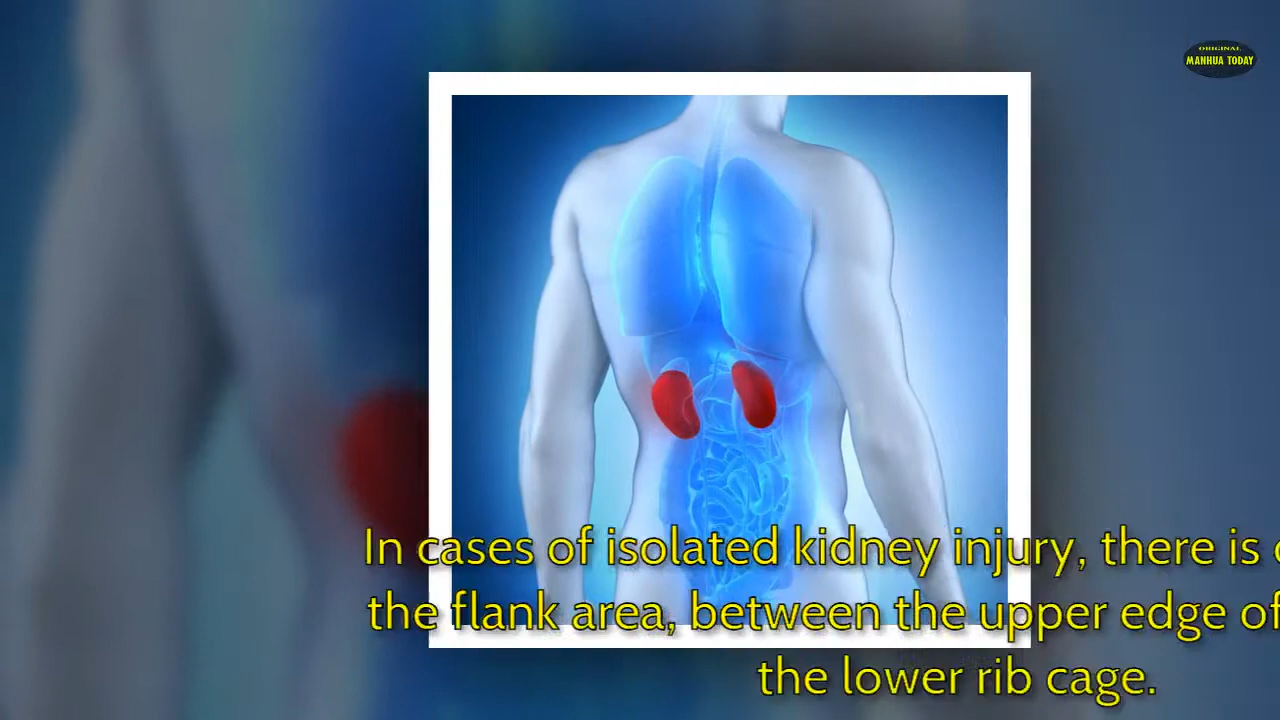 ORIGINAL
MANHUA TODAY
In cases of isolated kidney injury, there is
the flank area, between the upper edge of
the lower rib cage.